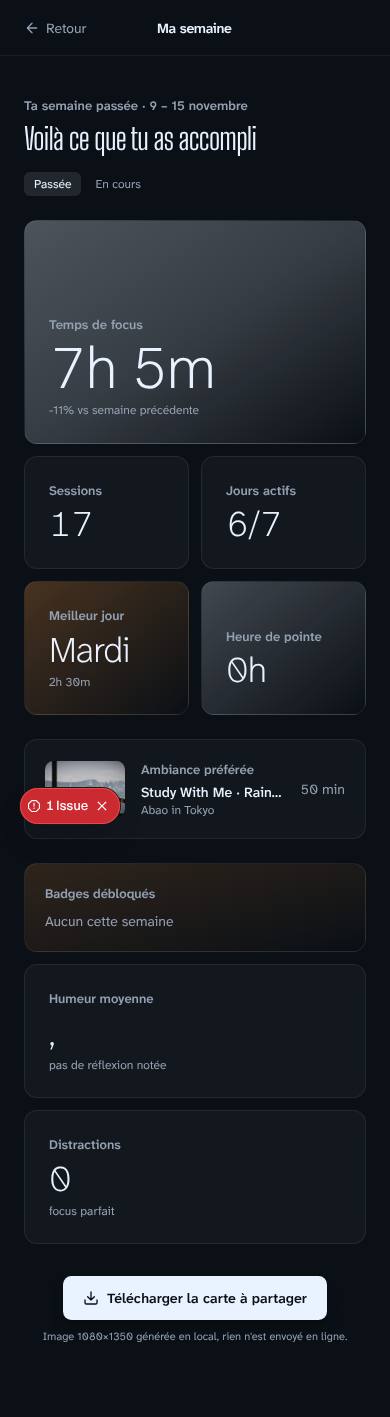 Retour
Ma semaine
Ta semaine passée · 9 – 15 novembre
Voilà ce que tu as accompli
Passée
En cours
Temps de focus
7h 5m
-11% vs semaine précédente
Sessions
17
Jours actifs
6/7
Meilleur jour
Mardi
2h 30m
Heure de pointe
0h
Ambiance préférée
Study With Me · Rain...
Abao in Tokyo
50 min
1 Issue
Badges débloqués
Aucun cette semaine
Humeur moyenne
,
pas de réflexion notée
Distractions
0
focus parfait
Télécharger la carte à partager
Image 1080×1350 générée en local, rien n'est envoyé en ligne.